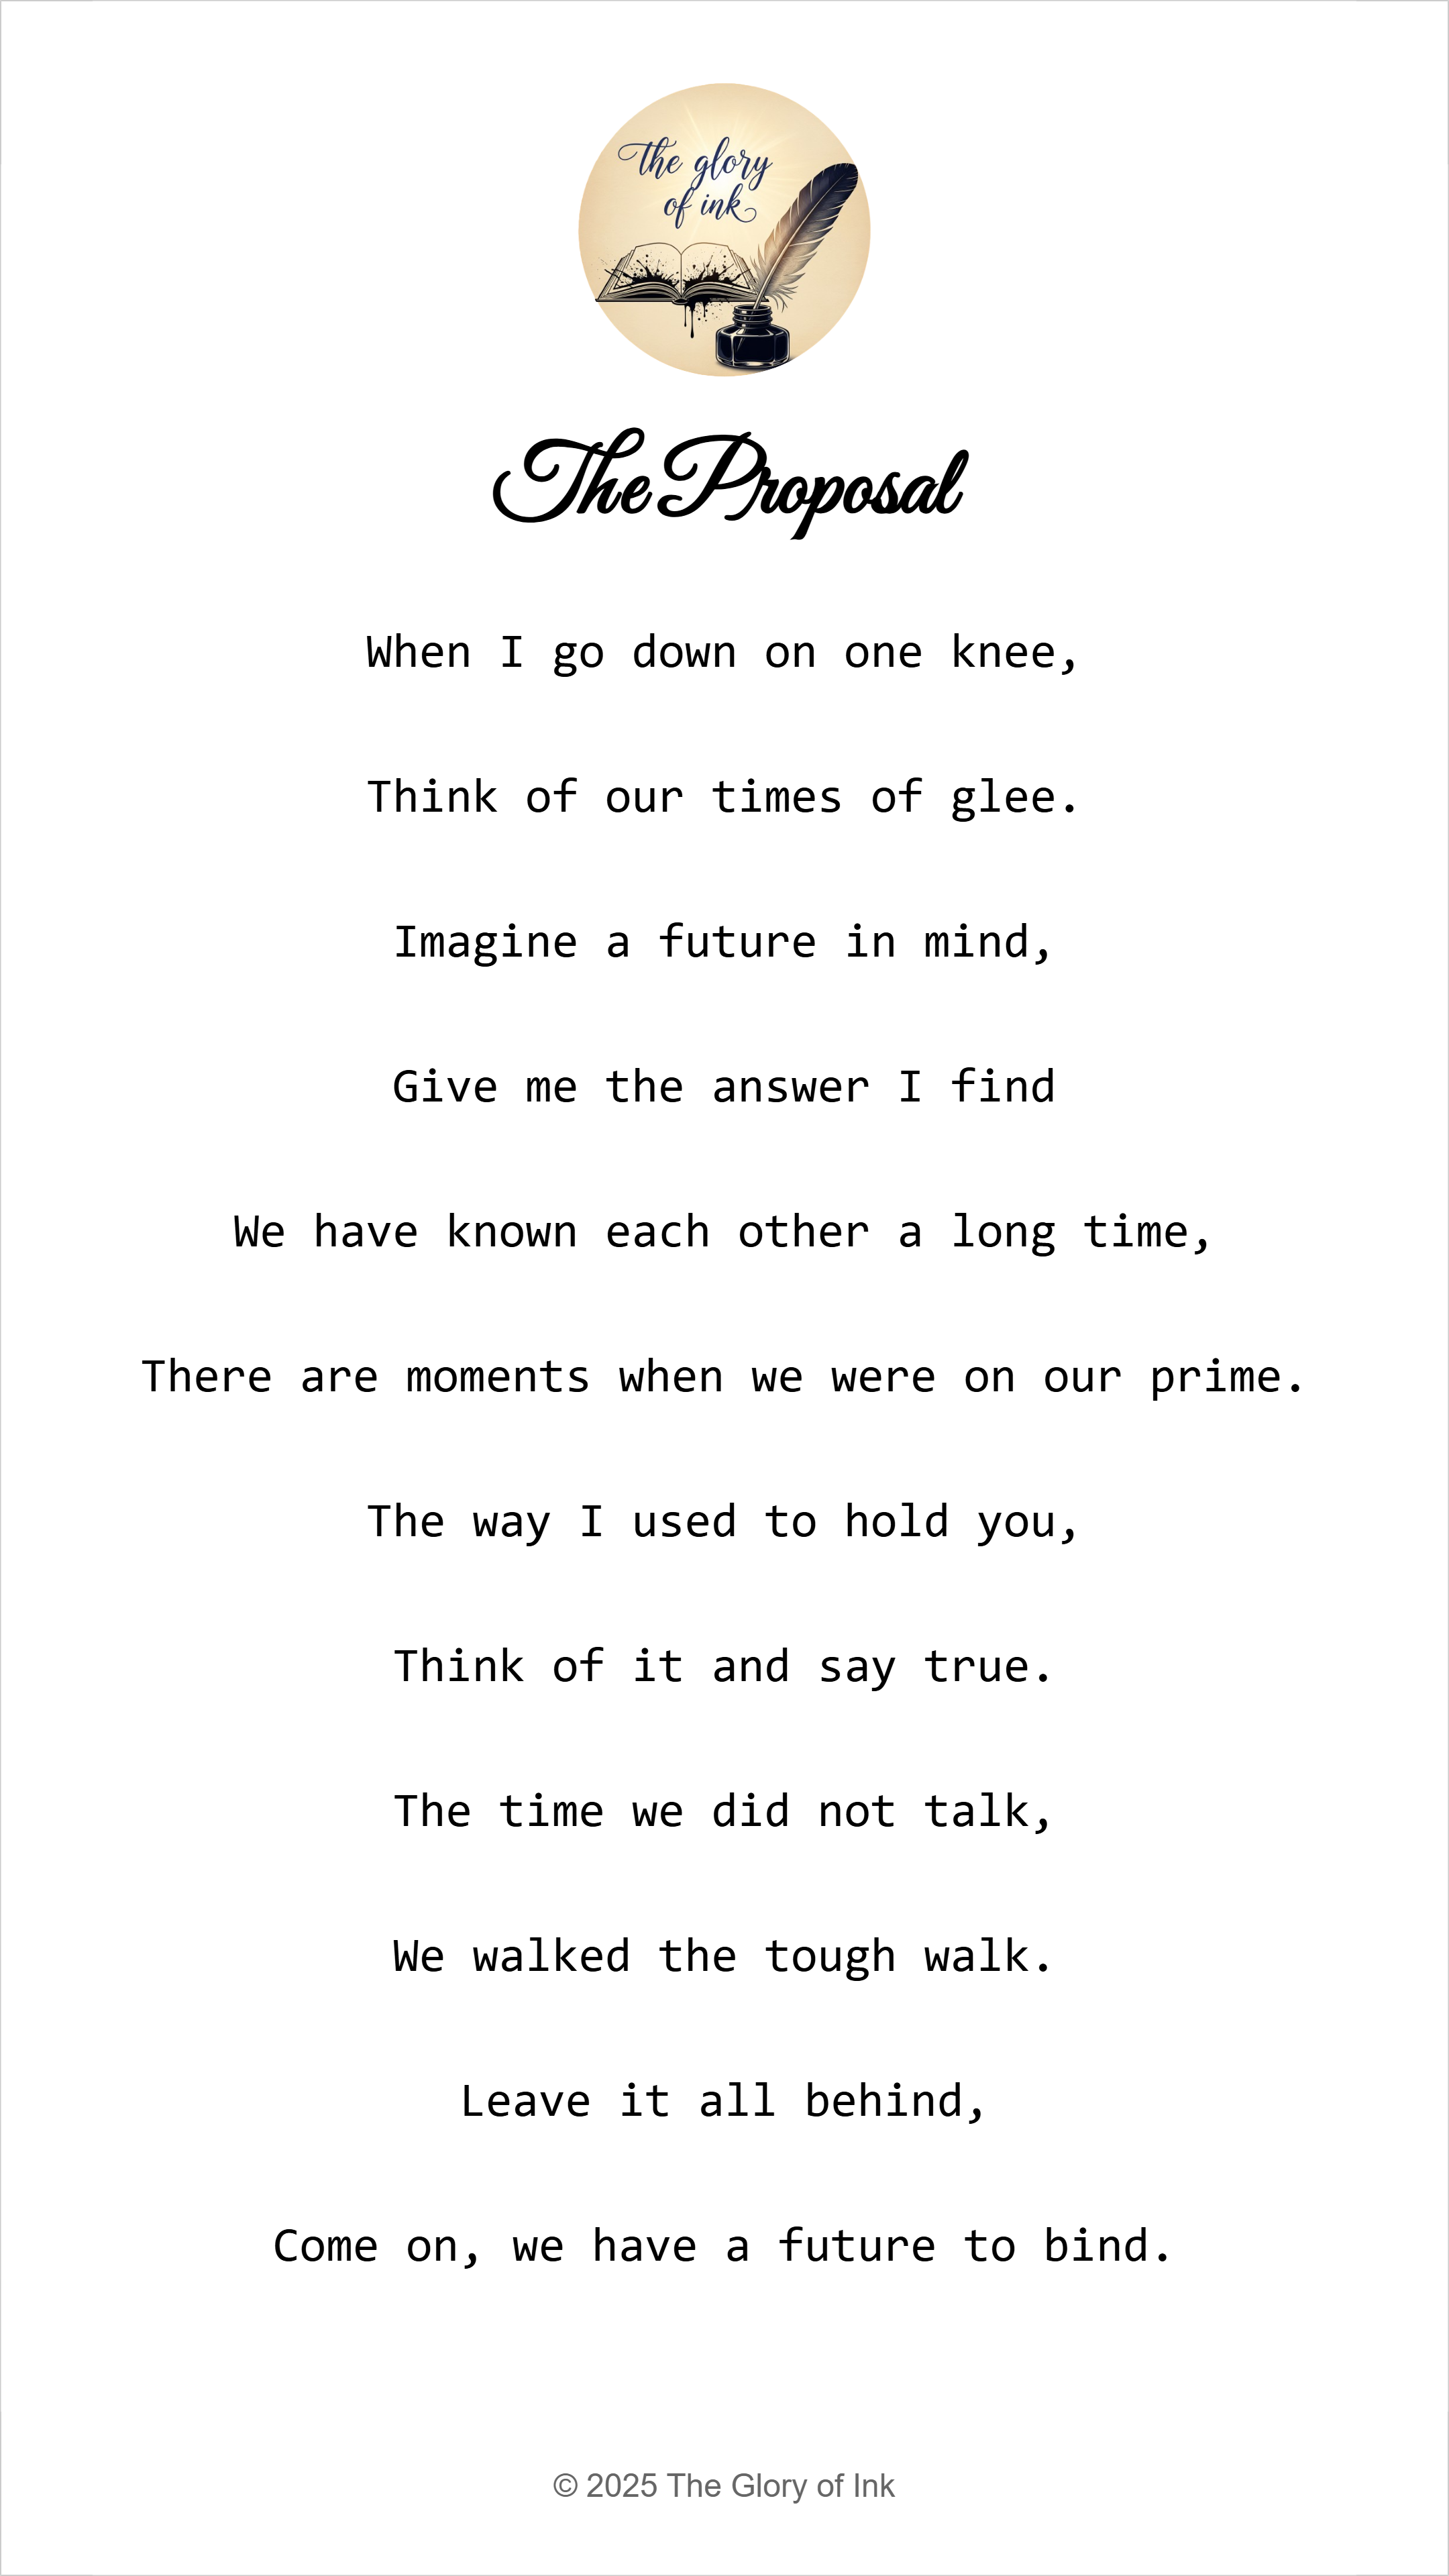 the glory
of ink
The Proposal
When I go down on one knee,
Think of our times of glee.
Imagine a future in mind,
Give me the answer I find
We have known each other a long time,
There are moments when we were on our prime.
The way I used to hold you,
Think of it and say true.
The time we did not talk,
We walked the tough walk.
Leave it all behind,
Come on, we have a future to bind.
© 2025 The Glory of Ink